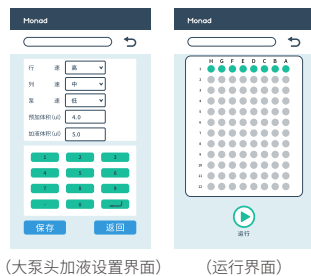 Monad
行 速 高
列 速 中
泵 速 低
预加体积(ul) 4.0
加液体积(ul) 5.0
1 2 3
4 5 6
7 8 9
- 0
保存 返回
(大泵头加液设置界面)
Monad
H G F E D C B A
1
2
3
4
5
6
7
8
9
10
11
12
运行
(运行界面)